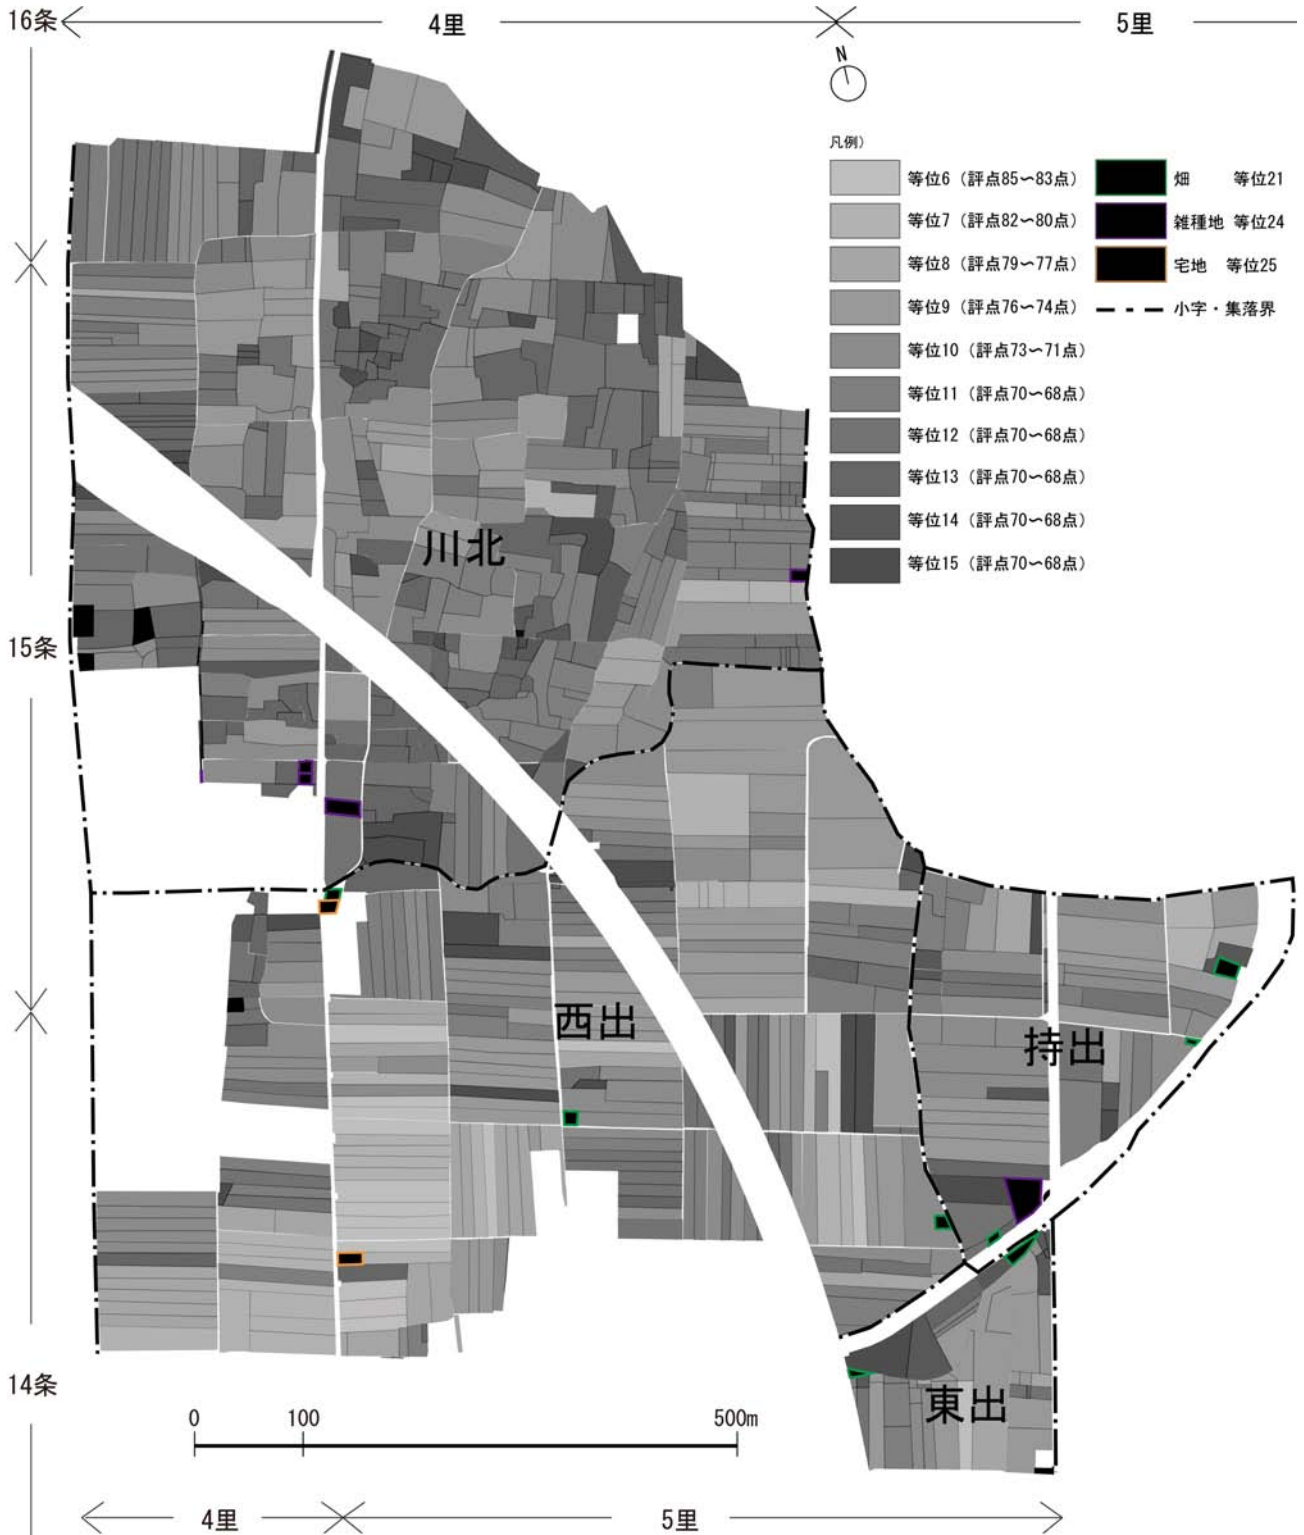 16条
4里
5里
N
凡例)
等位6（評点85〜83点）
等位7（評点82〜80点）
等位8（評点79〜77点）
等位9（評点76〜74点）
等位10（評点73〜71点）
等位11（評点70〜68点）
等位12（評点70〜68点）
等位13（評点70〜68点）
等位14（評点70〜68点）
等位15（評点70〜68点）
畑　　等位21
雑種地 等位24
宅地　等位25
小字・集落界
川北
15条
西出
持出
14条
東出
0 100 500m
4里
5里